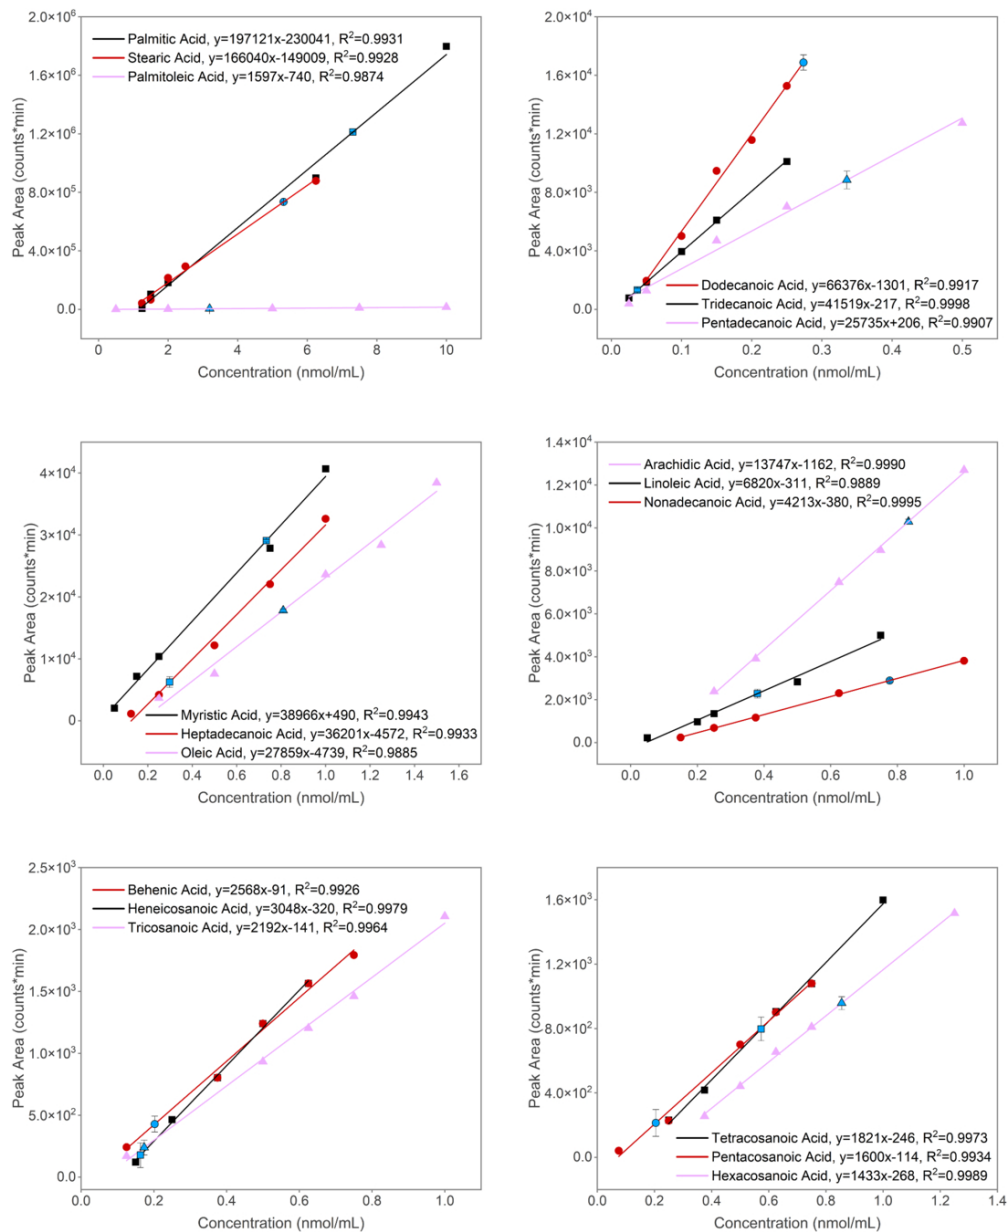 2.0×10⁶
1.6×10⁶
1.2×10⁶
8.0×10⁵
4.0×10⁵
0.0
Peak Area (counts*min)
Palmitic Acid, y=197121x-230041, R²=0.9931
Stearic Acid, y=166040x-149009, R²=0.9928
Palmitoleic Acid, y=1597x-740, R²=0.9874
0 2 4 6 8 10
Concentration (nmol/mL)
2.0×10⁴
1.6×10⁴
1.2×10⁴
8.0×10³
4.0×10³
0.0
Peak Area (counts*min)
Dodecanoic Acid, y=66376x-1301, R²=0.9917
Tridecanoic Acid, y=41519x-217, R²=0.9998
Pentadecanoic Acid, y=25735x+206, R²=0.9907
0.0 0.1 0.2 0.3 0.4 0.5
Concentration (nmol/mL)
4×10⁴
3×10⁴
2×10⁴
1×10⁴
0
Peak Area (counts*min)
Myristic Acid, y=38966x+490, R²=0.9943
Heptadecanoic Acid, y=36201x-4572, R²=0.9933
Oleic Acid, y=27859x-4739, R²=0.9885
0.0 0.2 0.4 0.6 0.8 1.0 1.2 1.4 1.6
Concentration (nmol/mL)
1.4×10⁴
1.2×10⁴
1.0×10⁴
8.0×10³
6.0×10³
4.0×10³
2.0×10³
0.0
Peak Area (counts*min)
Arachidic Acid, y=13747x-1162, R²=0.9990
Linoleic Acid, y=6820x-311, R²=0.9889
Nonadecanoic Acid, y=4213x-380, R²=0.9995
0.0 0.2 0.4 0.6 0.8 1.0
Concentration (nmol/mL)
2.5×10³
2.0×10³
1.5×10³
1.0×10³
5.0×10²
0.0
Peak Area (counts*min)
Behenic Acid, y=2568x-91, R²=0.9926
Heneicosanoic Acid, y=3048x-320, R²=0.9979
Tricosanoic Acid, y=2192x-141, R²=0.9964
0.0 0.2 0.4 0.6 0.8 1.0
Concentration (nmol/mL)
1.6×10³
1.2×10³
8.0×10²
4.0×10²
0.0
Peak Area (counts*min)
Tetracosanoic Acid, y=1821x-246, R²=0.9973
Pentacosanoic Acid, y=1600x-114, R²=0.9934
Hexacosanoic Acid, y=1433x-268, R²=0.9989
0.0 0.2 0.4 0.6 0.8 1.0 1.2 1.4
Concentration (nmol/mL)